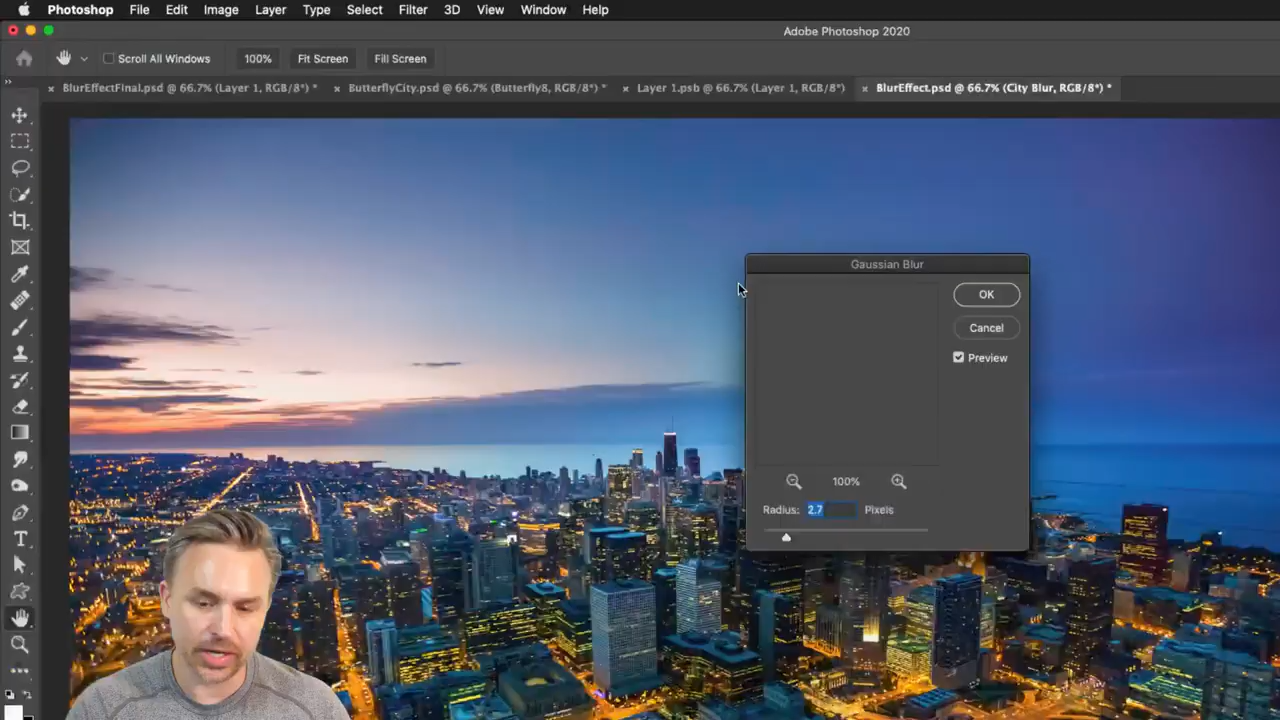 Photoshop File Edit Image Layer Type Select Filter 3D View Window Help
Adobe Photoshop 2020
Scroll All Windows 100% Fit Screen Fill Screen
BlurEffectFinal.psd @ 66.7% (Layer 1, RGB/8*) * ButterflyCity.psd @ 66.7% (Butterfly8, RGB/8*) * Layer 1.psb @ 66.7% (Layer 1, RGB/8*) BlurEffect.psd @ 66.7% (City Blur, RGB/8*) *
Gaussian Blur
OK
Cancel
Preview
100%
Radius: 2.7 Pixels